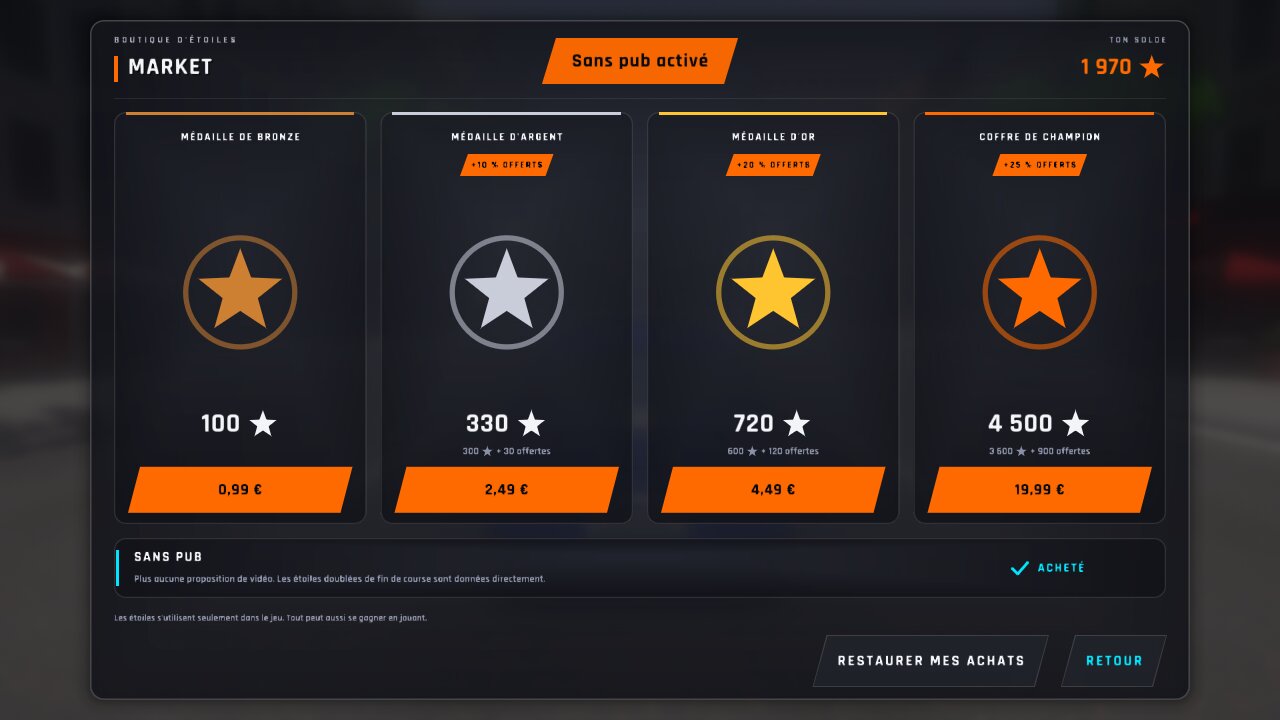 BOUTIQUE D'ÉTOILES
MARKET
Sans pub activé
TON SOLDE
1 970
MÉDAILLE DE BRONZE
100
0,99 €
MÉDAILLE D'ARGENT
+10 % OFFERTS
330
300 ★ + 30 offertes
2,49 €
MÉDAILLE D'OR
+20 % OFFERTS
720
600 ★ + 120 offertes
4,49 €
COFFRE DE CHAMPION
+25 % OFFERTS
4 500
3 600 ★ + 900 offertes
19,99 €
SANS PUB
Plus aucune proposition de vidéo. Les étoiles doublées de fin de course sont données directement.
ACHETÉ
Les étoiles s'utilisent seulement dans le jeu. Tout peut aussi se gagner en jouant.
RESTAURER MES ACHATS
RETOUR